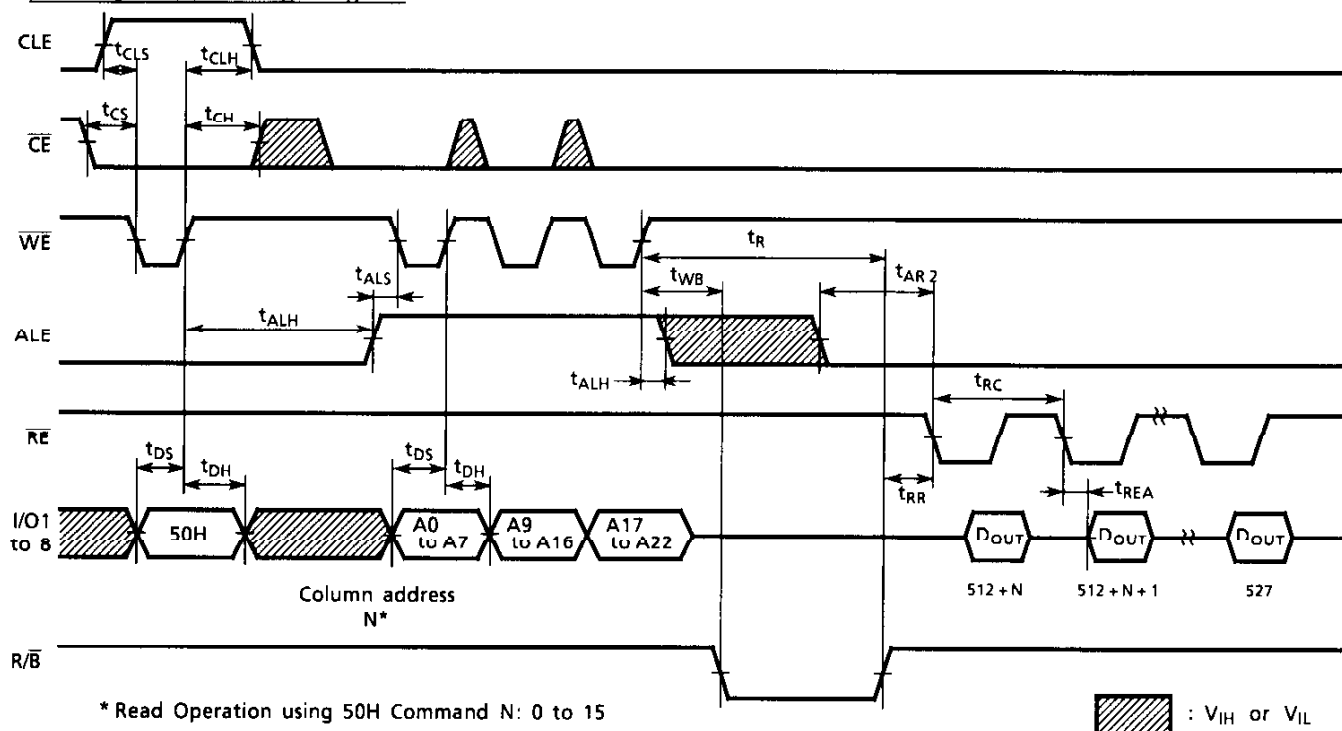 CLE
tCLS
tCLH
CE
tCS
tCH
WE
tR
tALS
tWB
tAR2
ALE
tALH
tALH
tRC
RE
tDS
tDH
tDS
tDH
tRR
tREA
I/O1
to 8
50H
A0
to A7
A9
to A16
A17
to A22
DOUT
DOUT
DOUT
512 + N
512 + N + 1
527
Column address
N*
R/B
* Read Operation using 50H Command N: 0 to 15
: VIH or VIL